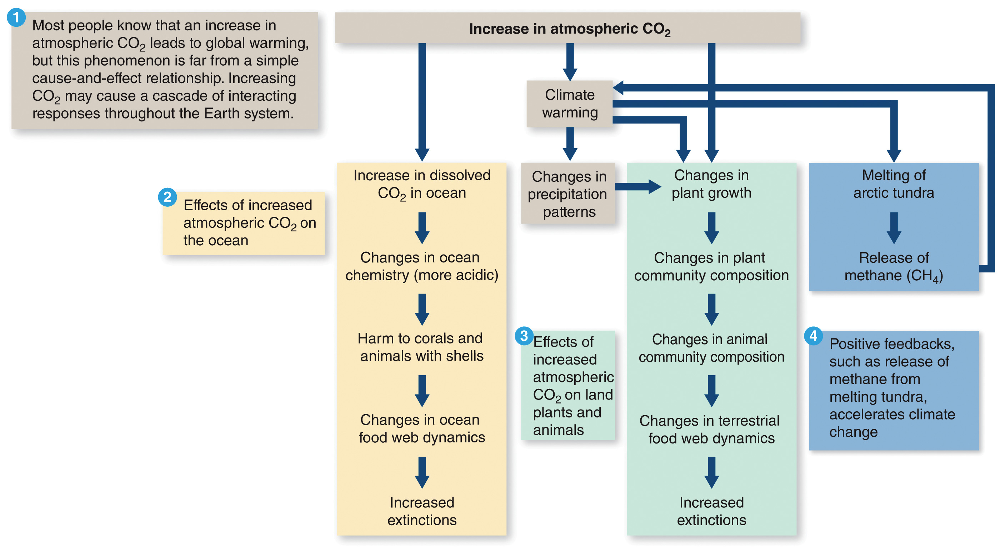 1
Most people know that an increase in
atmospheric CO₂ leads to global warming,
but this phenomenon is far from a simple
cause-and-effect relationship. Increasing
CO₂ may cause a cascade of interacting
responses throughout the Earth system.
Increase in atmospheric CO₂
Climate
warming
2
Effects of increased
atmospheric CO₂ on
the ocean
Increase in dissolved
CO₂ in ocean
Changes in ocean
chemistry (more acidic)
Harm to corals and
animals with shells
Changes in ocean
food web dynamics
Increased
extinctions
Changes in
precipitation
patterns
3
Effects of
increased
atmospheric
CO₂ on land
plants and
animals
Changes in
plant growth
Changes in plant
community composition
Changes in animal
community composition
Changes in terrestrial
food web dynamics
Increased
extinctions
Melting of
arctic tundra
Release of
methane (CH₄)
4
Positive feedbacks,
such as release of
methane from
melting tundra,
accelerates climate
change